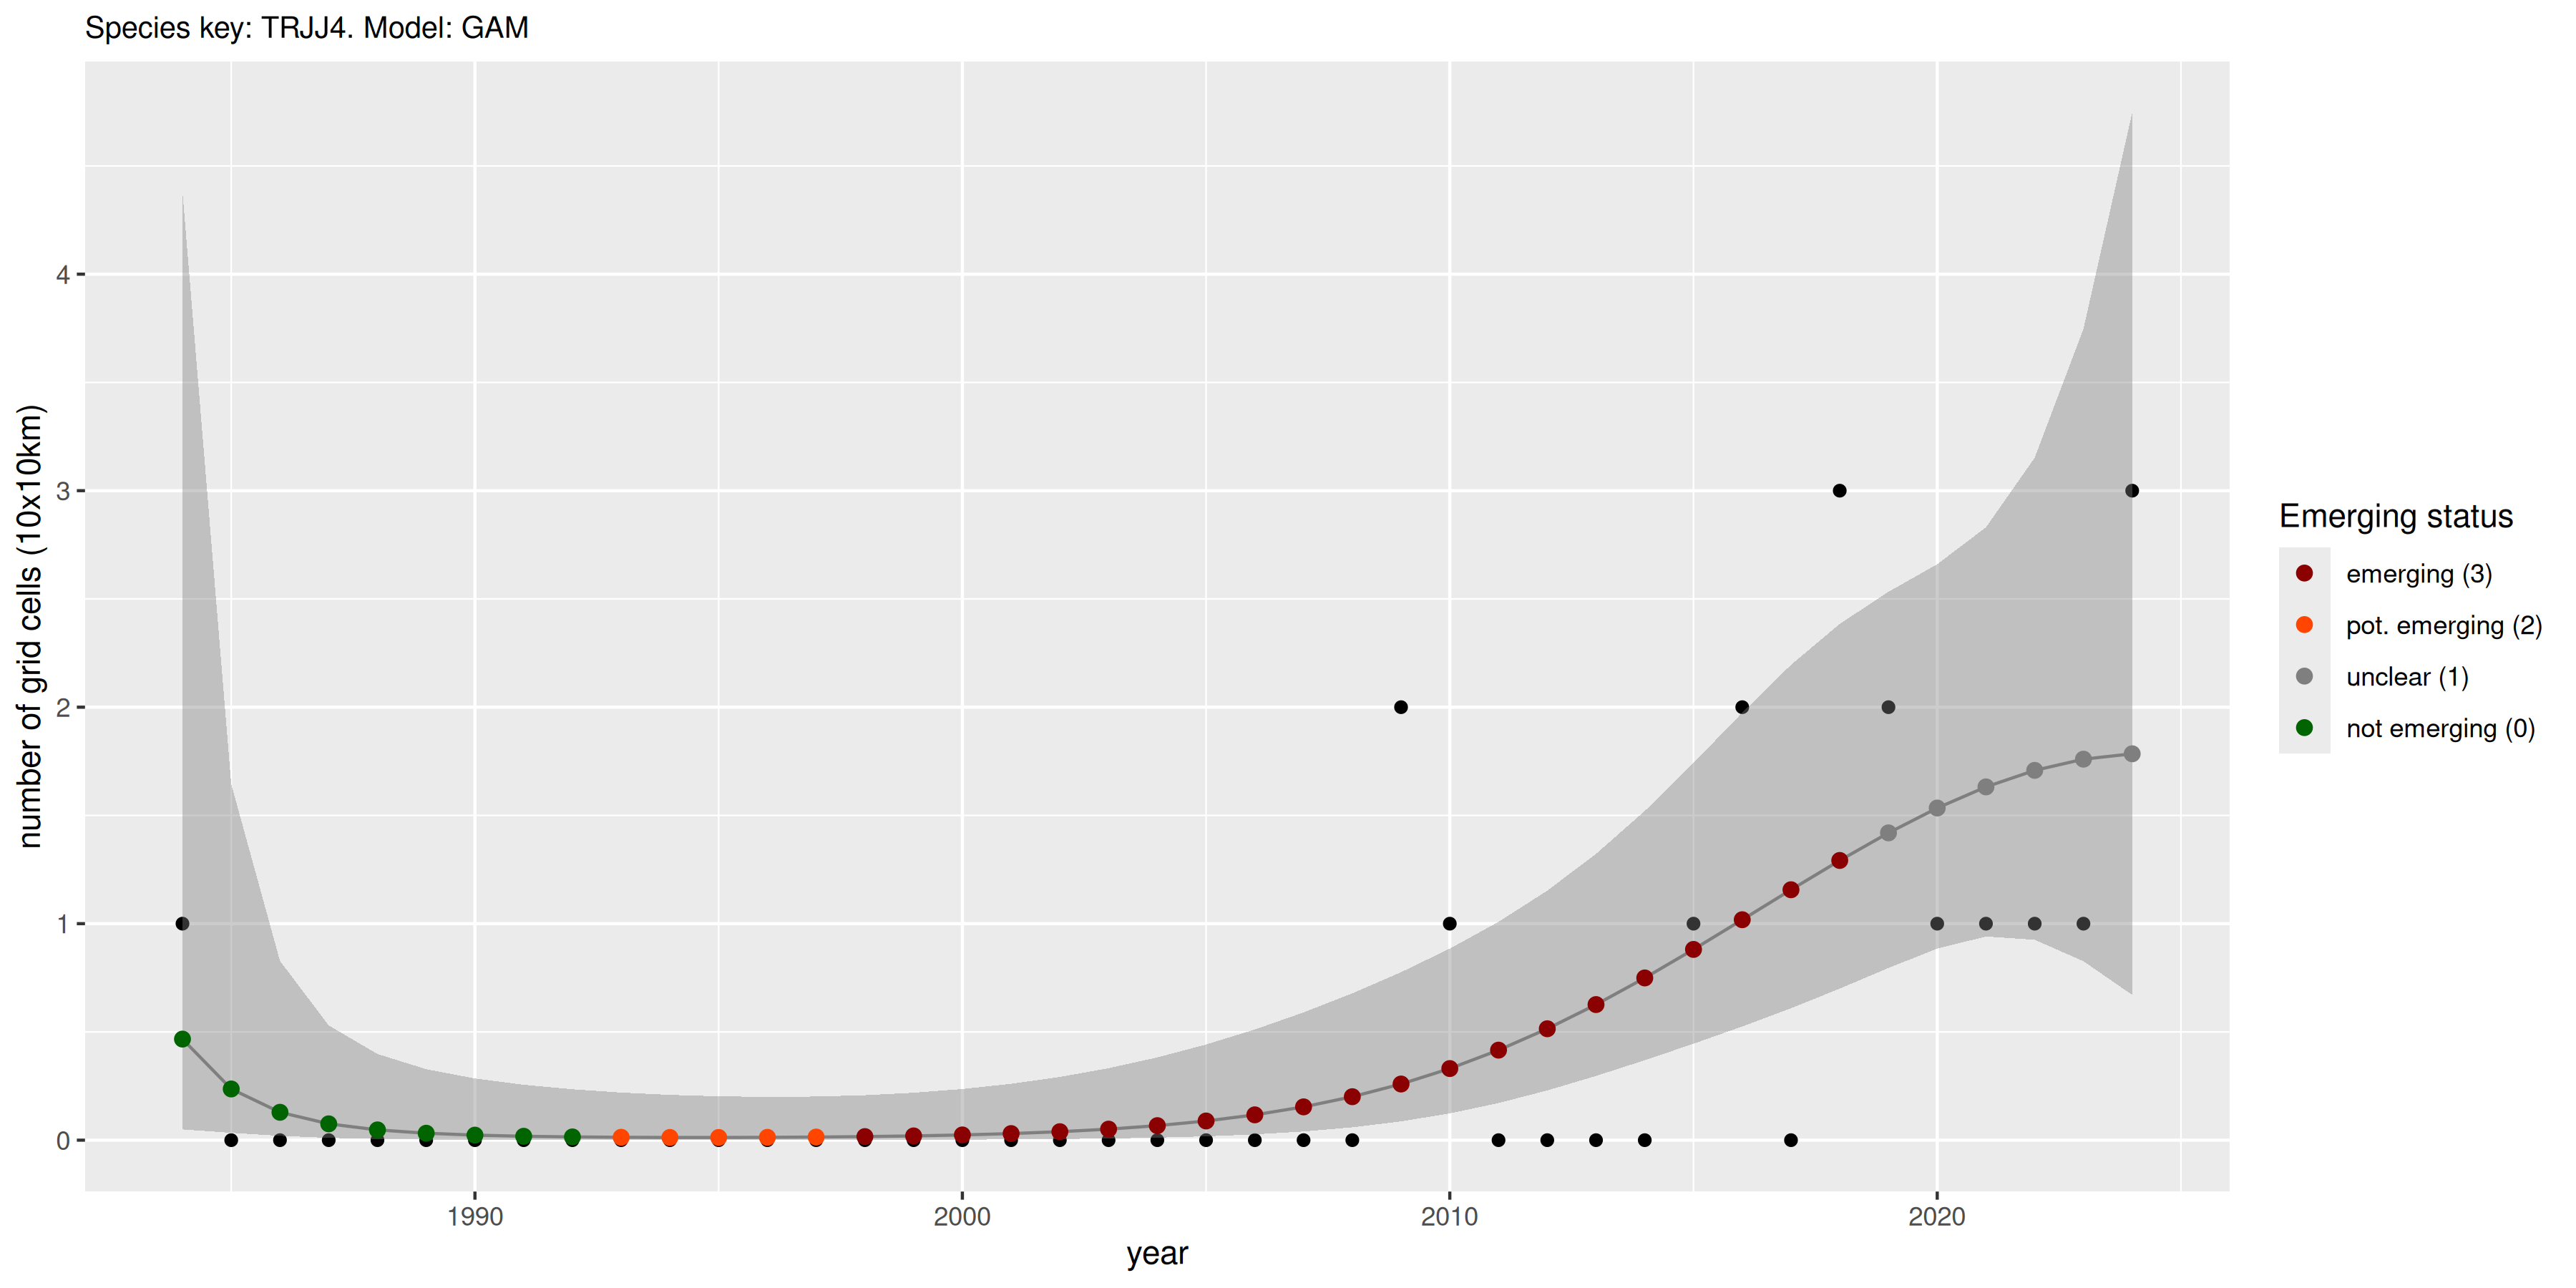 Species key: TRJJ4. Model: GAM
number of grid cells (10x10km)
4
3
2
1
0
1990
2000
2010
2020
year
Emerging status
emerging (3)
pot. emerging (2)
unclear (1)
not emerging (0)